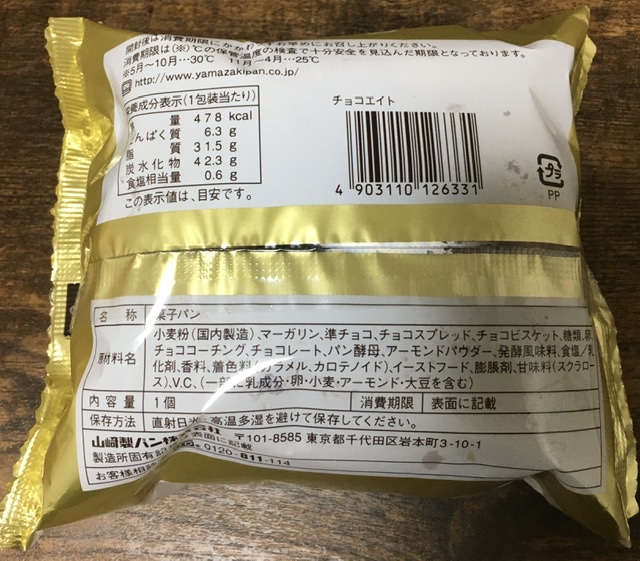 開封後は消費期限にかかわらずお早めにお召し上がりください。
消費期限は(※)℃の保管温度の検査で十分安全を見込んだ期限となっております。
※5月〜10月…30℃ 11月〜4月…25℃
http://www.yamazakipan.co.jp/
栄養成分表示(1包装当たり)
量 478 kcal
んぱく質 6.3 g
脂質 31.5 g
炭水化物 42.3 g
食塩相当量 0.6 g
この表示値は、目安です。
チョコエイト
4 903110 126331
プラ
PP
名称 菓子パン
原材料名 小麦粉(国内製造)、マーガリン、準チョコ、チョコスプレッド、チョコビスケット、糖類、卵
チョココーチング、チョコレート、パン酵母、アーモンドパウダー、発酵風味料、食塩/乳
化剤、香料、着色料(カラメル、カロテノイド)、イーストフード、膨脹剤、甘味料(スクラロー
ス)、V.C、(一部に乳成分・卵・小麦・アーモンド・大豆を含む)
内容量 1個 消費期限 表面に記載
保存方法 直射日光、高温多湿を避けて保存してください。
山崎製パン株式会社 〒101-8585 東京都千代田区岩本町3-10-1
製造所固有記 表面に記載
お客様相 0120-811-114